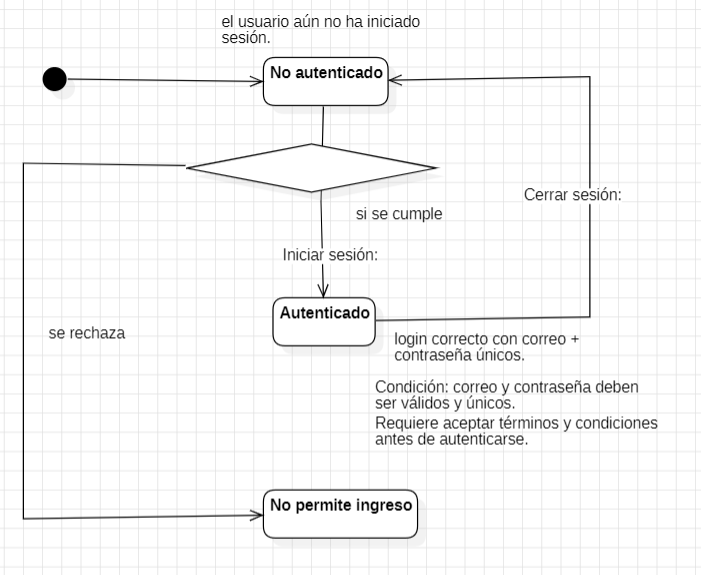 el usuario aún no ha iniciado
sesión.
No autenticado
Cerrar sesión:
si se cumple
Iniciar sesión:
Autenticado
se rechaza
login correcto con correo +
contraseña únicos.
Condición: correo y contraseña deben
ser válidos y únicos.
Requiere aceptar términos y condiciones
antes de autenticarse.
No permite ingreso